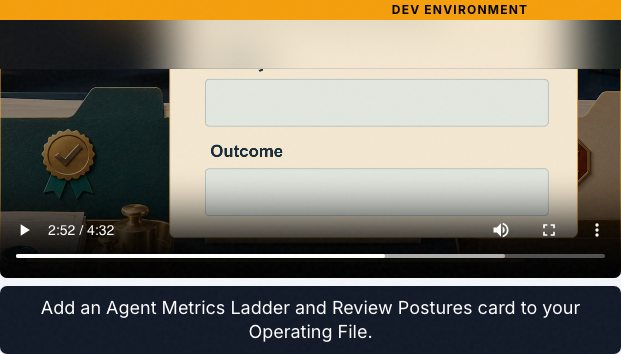 DEV ENVIRONMENT
Outcome
2:52 / 4:32
Add an Agent Metrics Ladder and Review Postures card to your
Operating File.